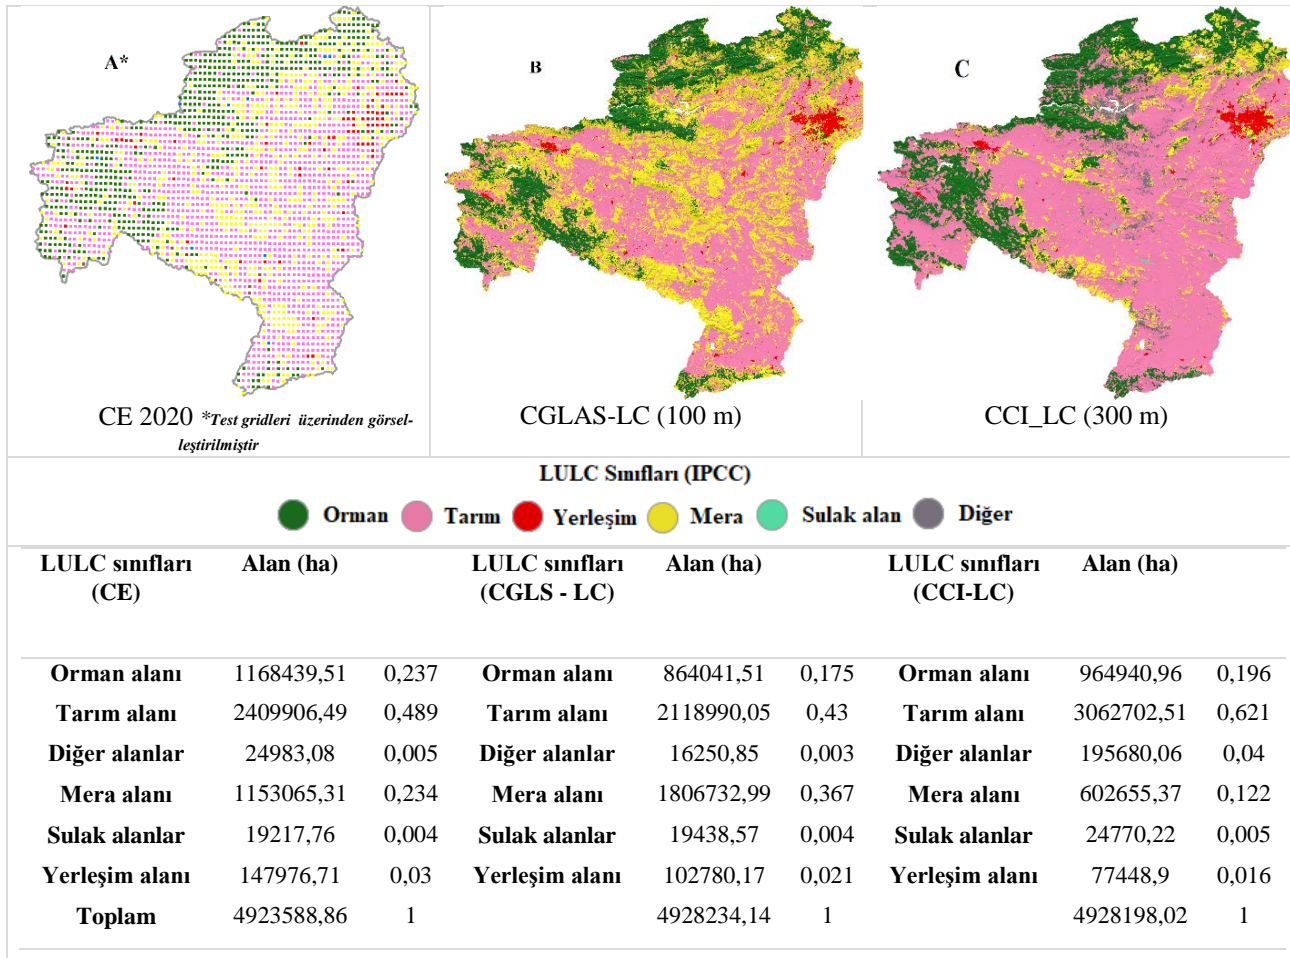 A*
B
C
CE 2020 *Test gridleri üzerinden görsel-
leştirilmiştir
CGLAS-LC (100 m)
CCI_LC (300 m)
LULC Sınıfları (IPCC)
Orman Tarım Yerleşim Mera Sulak alan Diğer
LULC sınıfları Alan (ha) LULC sınıfları Alan (ha) LULC sınıfları Alan (ha)
(CE) (CGLS - LC) (CCI-LC)
Orman alanı 1168439,51 0,237 Orman alanı 864041,51 0,175 Orman alanı 964940,96 0,196
Tarım alanı 2409906,49 0,489 Tarım alanı 2118990,05 0,43 Tarım alanı 3062702,51 0,621
Diğer alanlar 24983,08 0,005 Diğer alanlar 16250,85 0,003 Diğer alanlar 195680,06 0,04
Mera alanı 1153065,31 0,234 Mera alanı 1806732,99 0,367 Mera alanı 602655,37 0,122
Sulak alanlar 19217,76 0,004 Sulak alanlar 19438,57 0,004 Sulak alanlar 24770,22 0,005
Yerleşim alanı 147976,71 0,03 Yerleşim alanı 102780,17 0,021 Yerleşim alanı 77448,9 0,016
Toplam 4923588,86 1 4928234,14 1 4928198,02 1